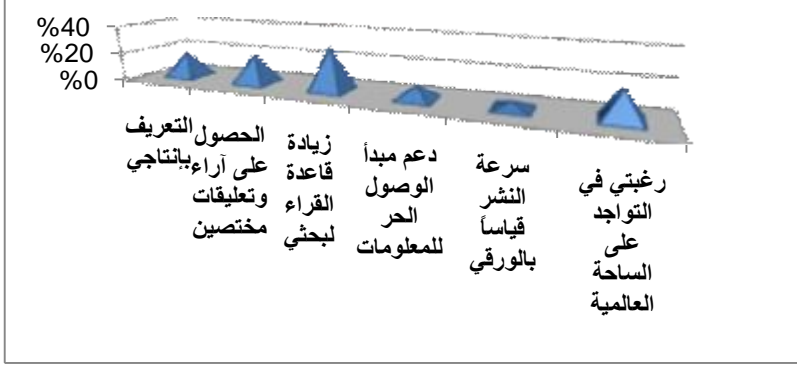 %40
%20
%0
التعريف
بإنتاجي
الحصول
على آراء
وتعليقات
مختصين
زيادة
قاعدة
القراء
لبحثي
دعم مبدأ
الوصول
الحر
للمعلومات
سرعة
النشر
قياساً
بالورقي
رغبتي في
التواجد
على
الساحة
العالمية